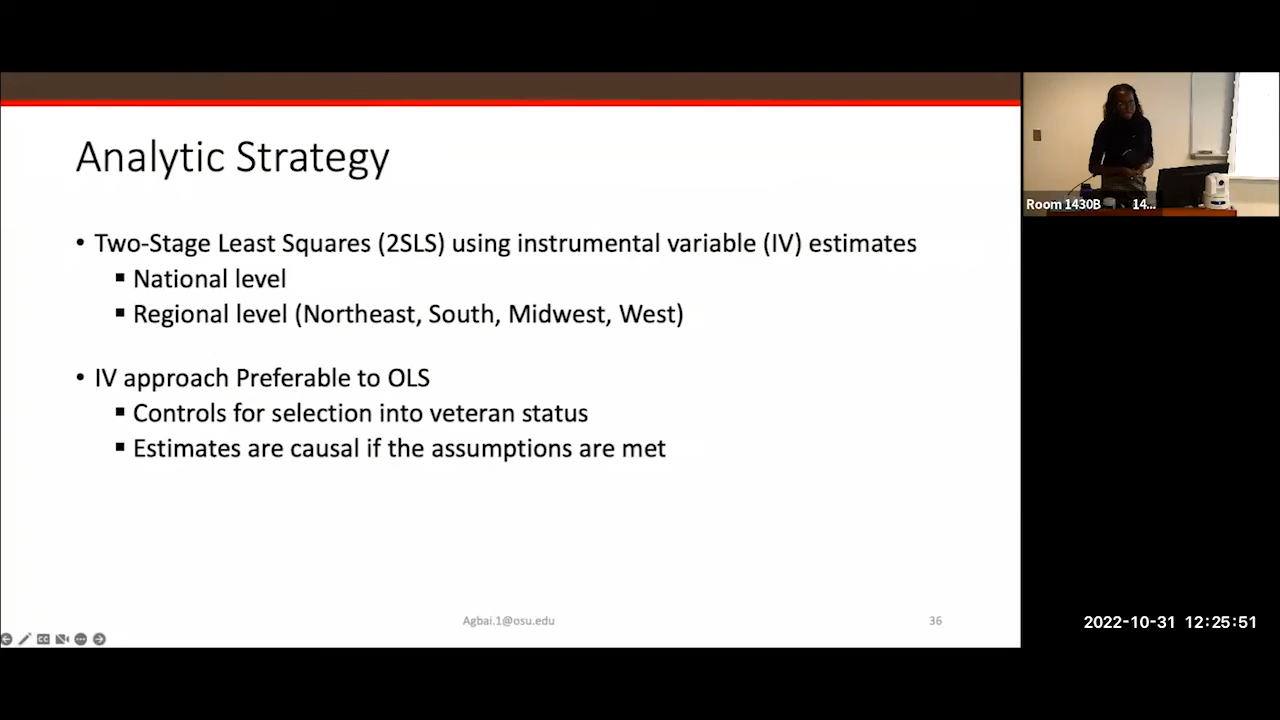 Analytic Strategy
• Two-Stage Least Squares (2SLS) using instrumental variable (IV) estimates
▪ National level
▪ Regional level (Northeast, South, Midwest, West)
• IV approach Preferable to OLS
▪ Controls for selection into veteran status
▪ Estimates are causal if the assumptions are met
Agbai.1@osu.edu
36
Room 1430B 14...
2022-10-31 12:25:51